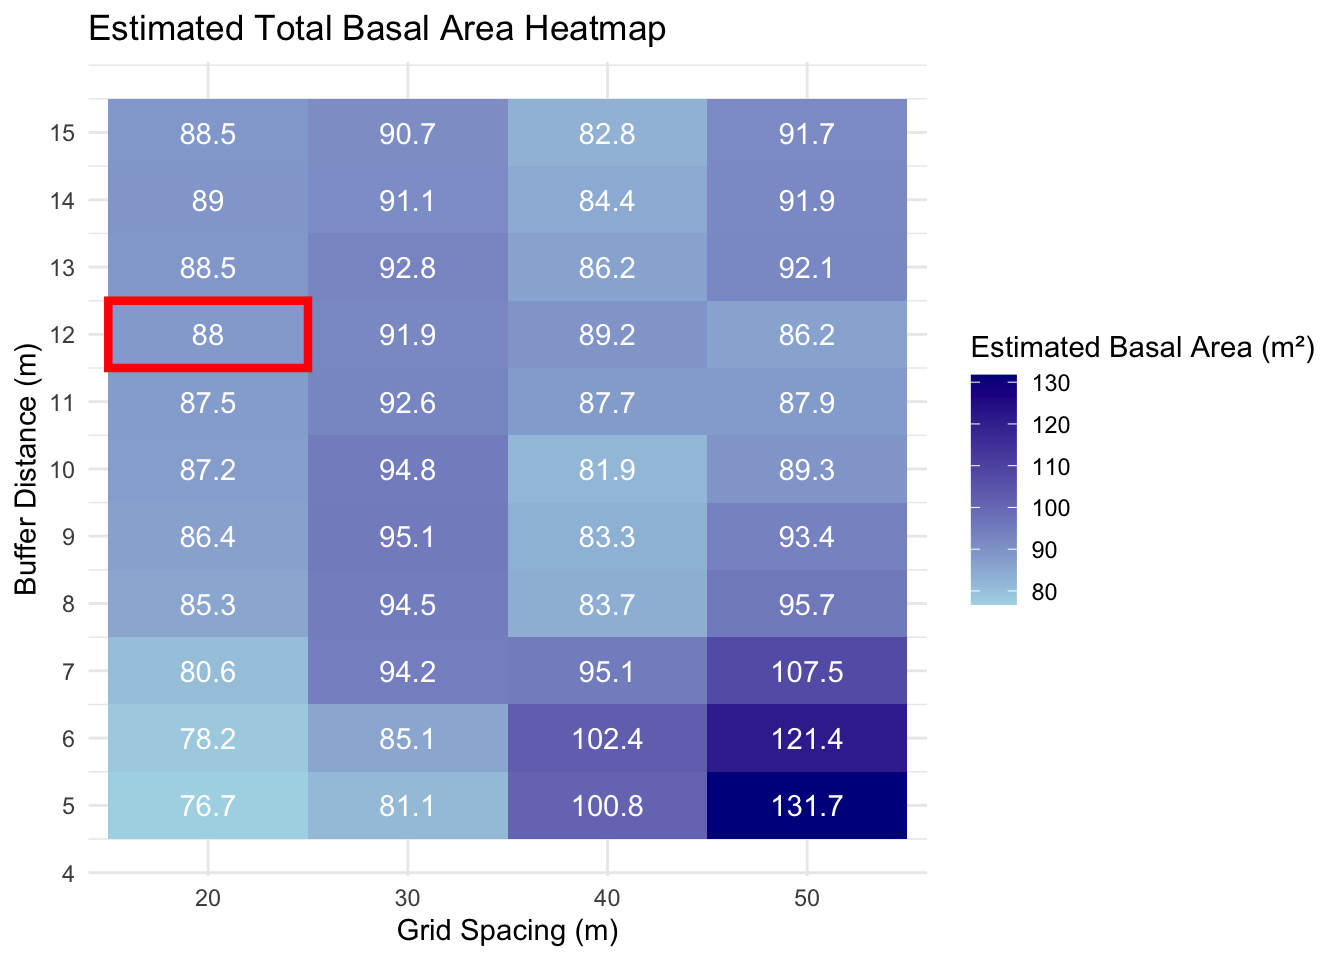 Estimated Total Basal Area Heatmap
15 88.5 90.7 82.8 91.7
14 89 91.1 84.4 91.9
13 88.5 92.8 86.2 92.1
12 88 91.9 89.2 86.2
11 87.5 92.6 87.7 87.9
10 87.2 94.8 81.9 89.3
9 86.4 95.1 83.3 93.4
8 85.3 94.5 83.7 95.7
7 80.6 94.2 95.1 107.5
6 78.2 85.1 102.4 121.4
5 76.7 81.1 100.8 131.7
4
20 30 40 50
Grid Spacing (m)
Buffer Distance (m)
Estimated Basal Area (m²)
130
120
110
100
90
80